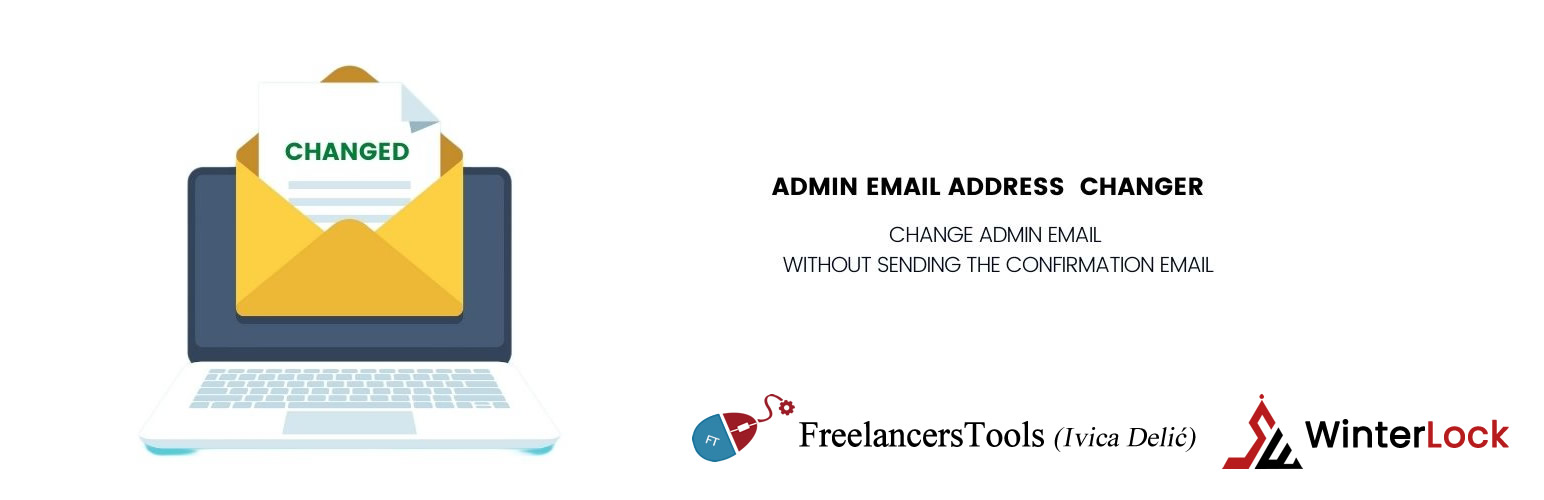 CHANGED
ADMIN EMAIL ADDRESS CHANGER
CHANGE ADMIN EMAIL
WITHOUT SENDING THE CONFIRMATION EMAIL
FT
FreelancersTools (Ivica Delić)
WinterLock